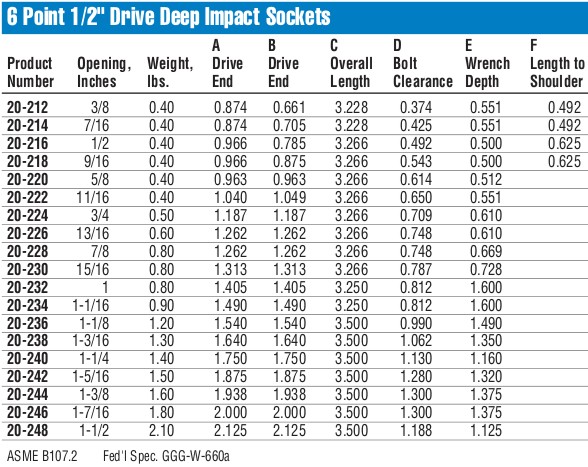 6 Point 1/2" Drive Deep Impact Sockets
A B C D E F
Product Opening, Weight, Drive Drive Overall Bolt Wrench Length to
Number Inches lbs. End End Length Clearance Depth Shoulder
20-212 3/8 0.40 0.874 0.661 3.228 0.374 0.551 0.492
20-214 7/16 0.40 0.874 0.705 3.228 0.425 0.551 0.492
20-216 1/2 0.40 0.966 0.785 3.266 0.492 0.500 0.625
20-218 9/16 0.40 0.966 0.875 3.266 0.543 0.500 0.625
20-220 5/8 0.40 0.963 0.963 3.266 0.614 0.512
20-222 11/16 0.40 1.040 1.049 3.266 0.650 0.551
20-224 3/4 0.50 1.187 1.187 3.266 0.709 0.610
20-226 13/16 0.60 1.262 1.262 3.266 0.748 0.610
20-228 7/8 0.80 1.262 1.262 3.266 0.748 0.669
20-230 15/16 0.80 1.313 1.313 3.266 0.787 0.728
20-232 1 0.80 1.405 1.405 3.250 0.812 1.600
20-234 1-1/16 0.90 1.490 1.490 3.250 0.812 1.600
20-236 1-1/8 1.20 1.540 1.540 3.500 0.990 1.490
20-238 1-3/16 1.30 1.640 1.640 3.500 1.062 1.350
20-240 1-1/4 1.40 1.750 1.750 3.500 1.130 1.160
20-242 1-5/16 1.50 1.875 1.875 3.500 1.280 1.320
20-244 1-3/8 1.60 1.938 1.938 3.500 1.300 1.375
20-246 1-7/16 1.80 2.000 2.000 3.500 1.300 1.375
20-248 1-1/2 2.10 2.125 2.125 3.500 1.188 1.125
ASME B107.2 Fed'l Spec. GGG-W-660a